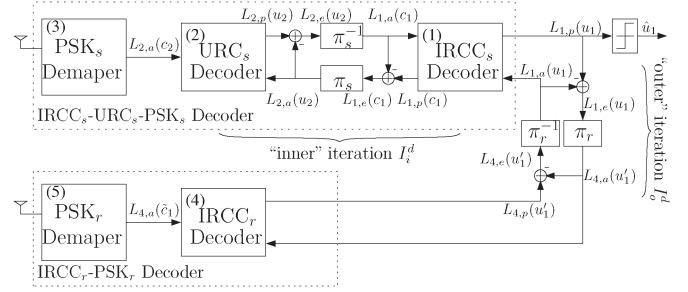 (3)
PSK_s
Demaper
L_{2,a}(c_2)
(2)
URC_s
Decoder
L_{2,p}(u_2)
L_{2,e}(u_2)
π_s^{-1}
L_{1,a}(c_1)
-
-
L_{2,a}(u_2)
π_s
L_{1,e}(c_1)
L_{1,p}(c_1)
(1)
IRCC_s
Decoder
L_{1,p}(u_1)
û_1
L_{1,a}(u_1)
-
L_{1,e}(u_1)
IRCC_s-URC_s-PSK_s Decoder
"inner" iteration I_i^d
π_r^{-1}
π_r
"outer" iteration I_o^d
L_{4,e}(u'_1)
-
L_{4,a}(u'_1)
L_{4,p}(u'_1)
(5)
PSK_r
Demaper
L_{4,a}(c̃_1)
(4)
IRCC_r
Decoder
IRCC_r-PSK_r Decoder